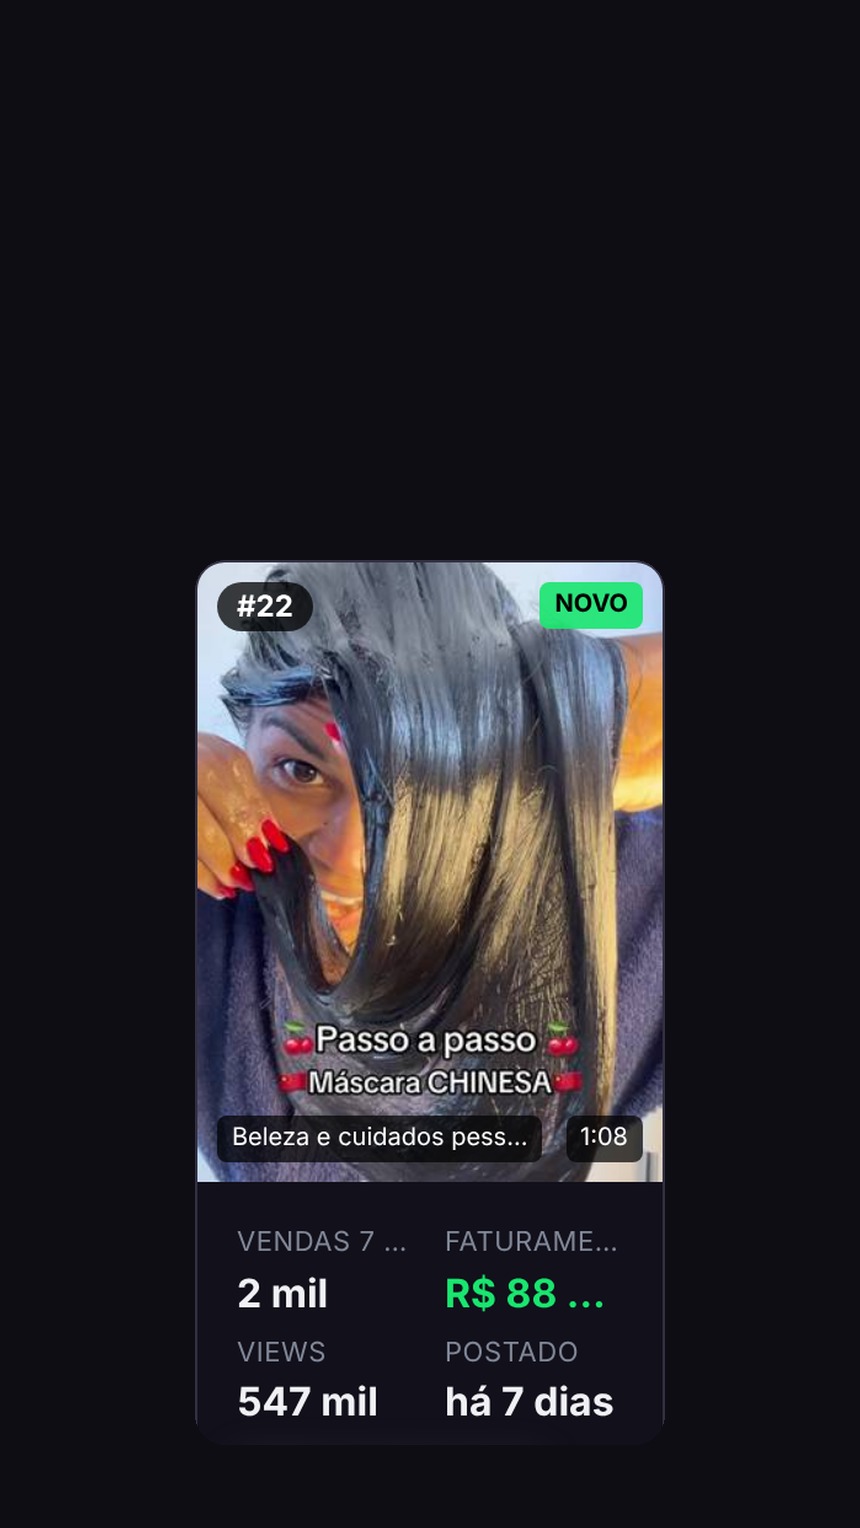 #22
NOVO
🍒Passo a passo 🍒
🇨🇳Máscara CHINESA🇨🇳
Beleza e cuidados pess...
1:08
VENDAS 7 ...
FATURAME...
2 mil
R$ 88 ...
VIEWS
POSTADO
547 mil
há 7 dias